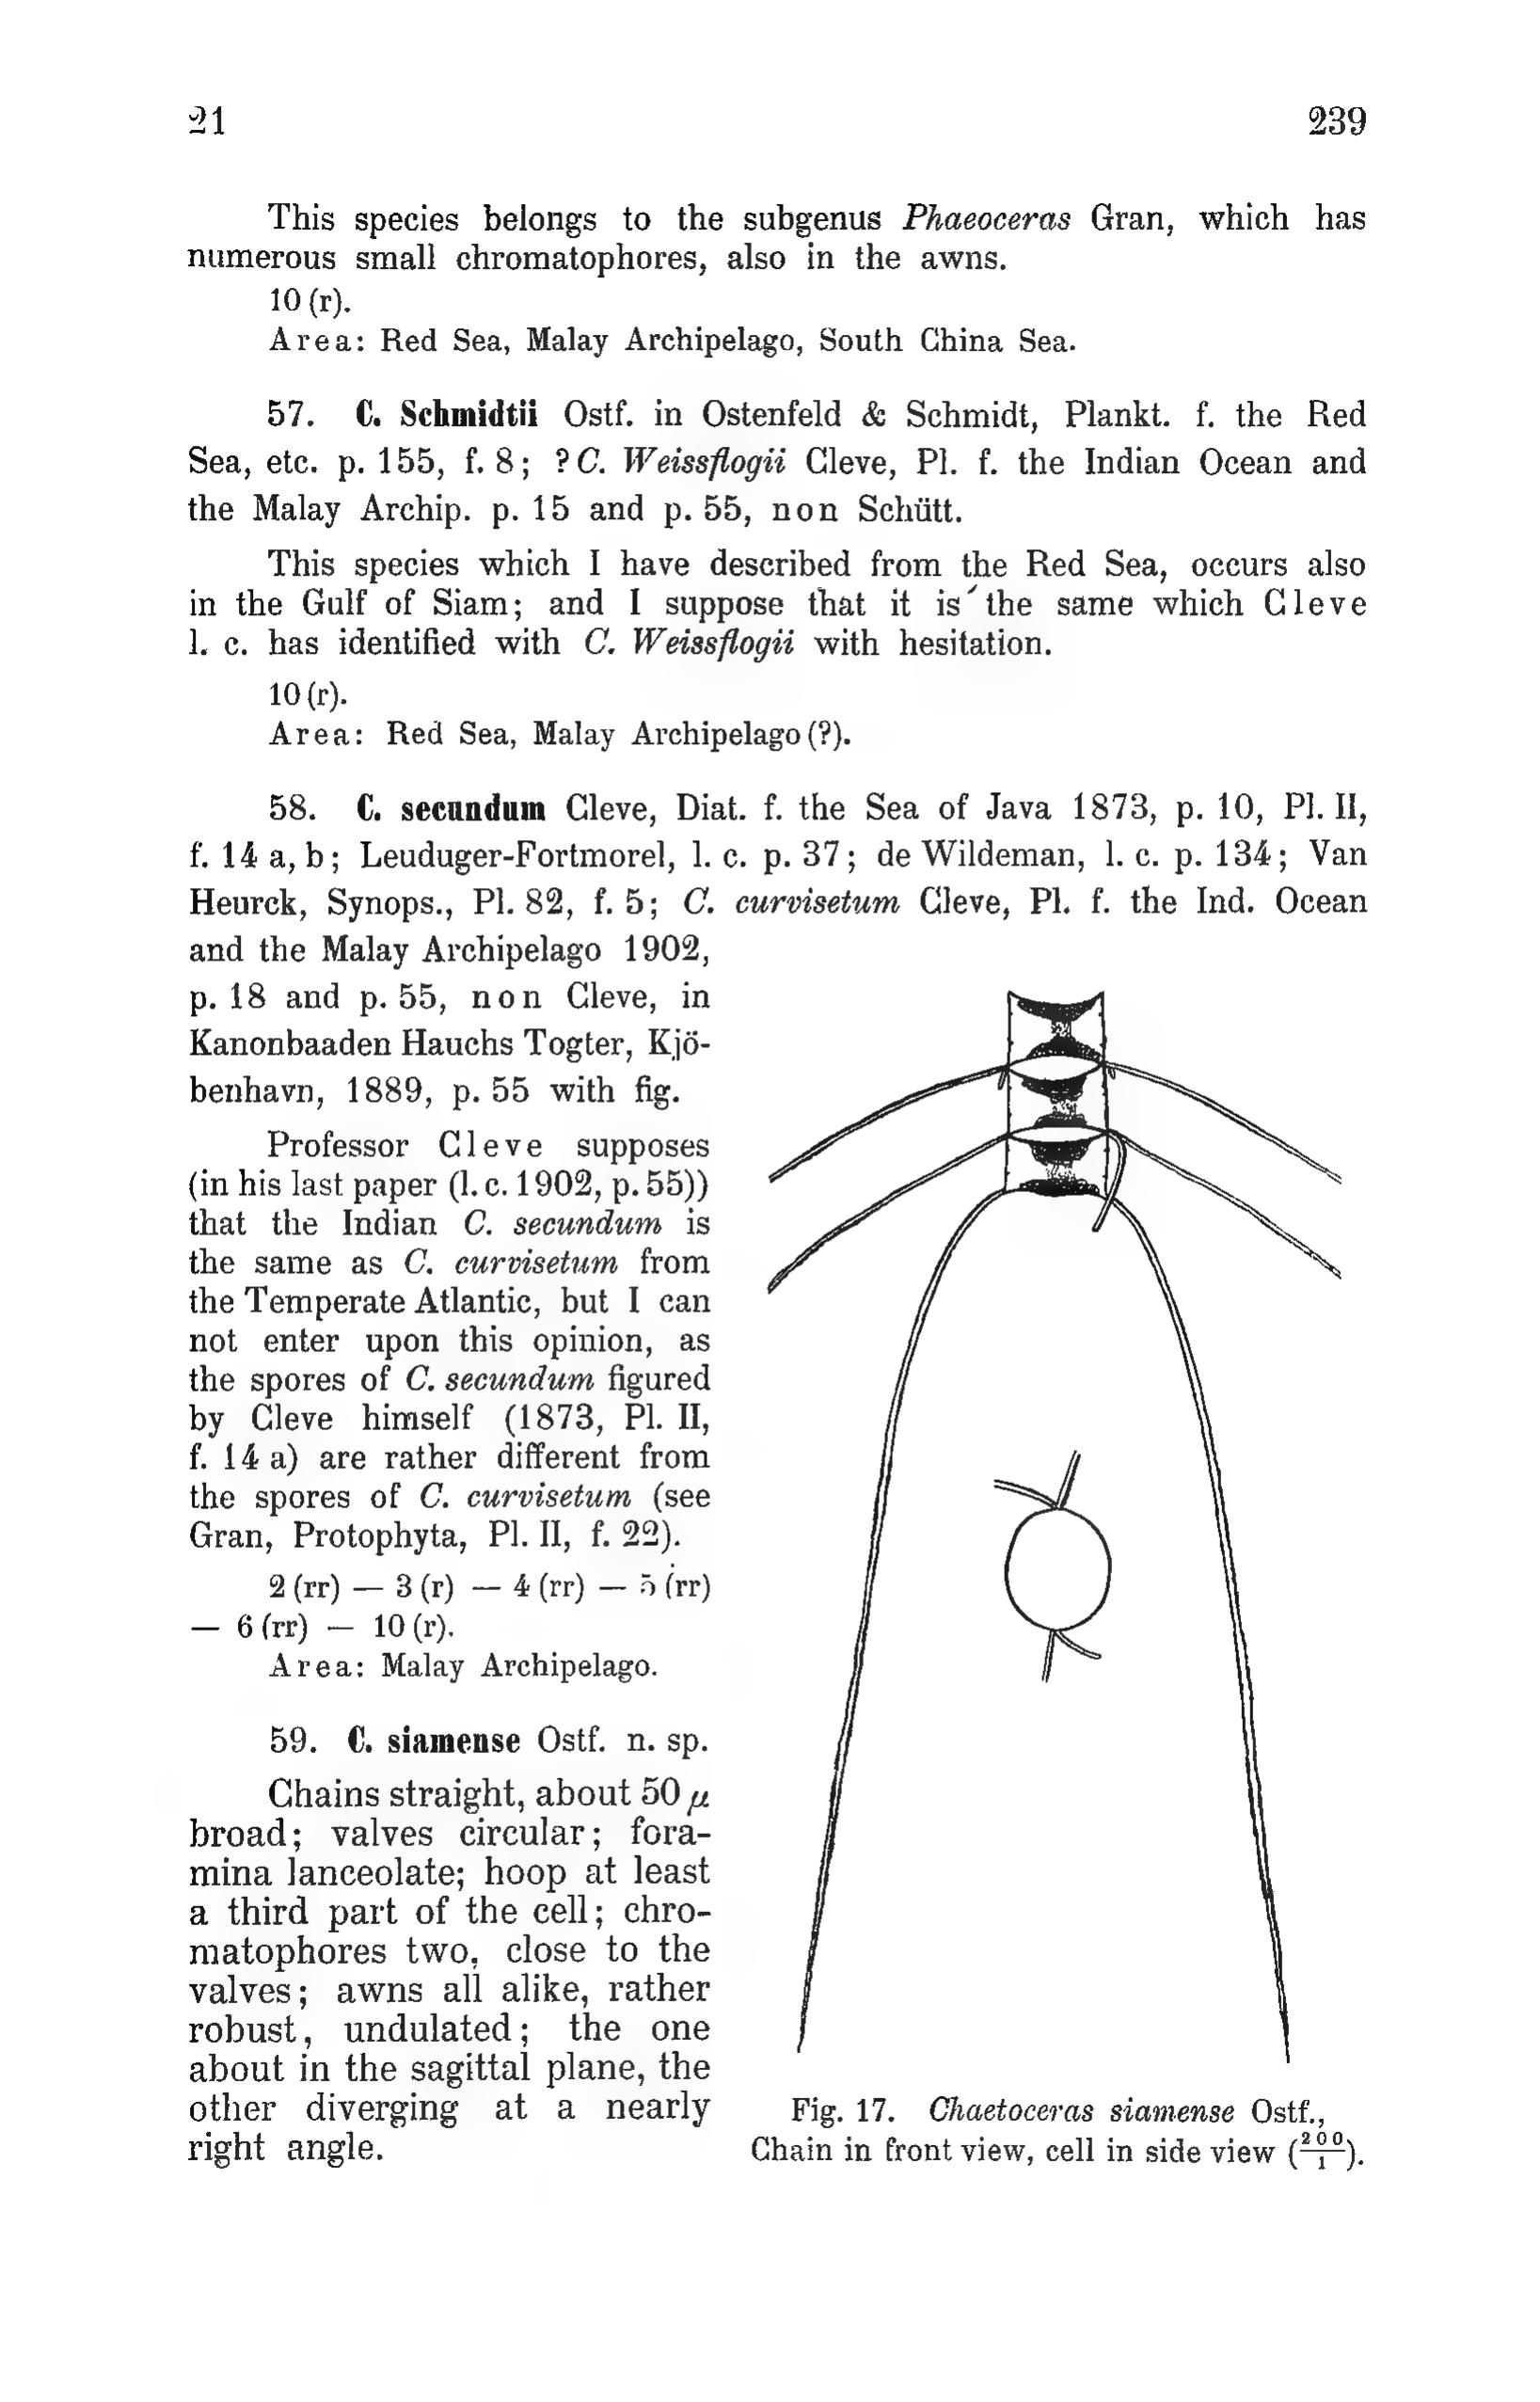 21 239
This species belongs to the subgenus Phaeoceras Gran, which has
numerous small chromatophores, also in the awns.
10 (r).
Area: Red Sea, Malay Archipelago, South China Sea.
57. C. Schmidtii Ostf. in Ostenfeld & Schmidt, Plankt. f. the Red
Sea, etc. p. 155, f. 8; ? C. Weissflogii Cleve, Pl. f. the Indian Ocean and
the Malay Archip. p. 15 and p. 55, non Schütt.
This species which I have described from the Red Sea, occurs also
in the Gulf of Siam; and I suppose that it is the same which Cleve
l. c. has identified with C. Weissflogii with hesitation.
10 (r).
Area: Red Sea, Malay Archipelago (?).
58. C. secundum Cleve, Diat. f. the Sea of Java 1873, p. 10, Pl. II,
f. 14 a, b; Leuduger-Fortmorel, l. c. p. 37; de Wildeman, l. c. p. 134; Van
Heurck, Synops., Pl. 82, f. 5; C. curvisetum Cleve, Pl. f. the Ind. Ocean
and the Malay Archipelago 1902,
p. 18 and p. 55, non Cleve, in
Kanonbaaden Hauchs Togter, Kjö-
benhavn, 1889, p. 55 with fig.
Professor Cleve supposes
(in his last paper (l. c. 1902, p. 55))
that the Indian C. secundum is
the same as C. curvisetum from
the Temperate Atlantic, but I can
not enter upon this opinion, as
the spores of C. secundum figured
by Cleve himself (1873, Pl. II,
f. 14 a) are rather different from
the spores of C. curvisetum (see
Gran, Protophyta, Pl. II, f. 22).
2 (rr) — 3 (r) — 4 (rr) — 5 (rr)
— 6 (rr) — 10 (r).
Area: Malay Archipelago.
59. C. siamense Ostf. n. sp.
Chains straight, about 50 µ
broad; valves circular; fora-
mina lanceolate; hoop at least
a third part of the cell; chro-
matophores two, close to the
valves; awns all alike, rather
robust, undulated; the one
about in the sagittal plane, the
other diverging at a nearly
right angle.
Fig. 17. Chaetoceras siamense Ostf.,
Chain in front view, cell in side view (200/1).